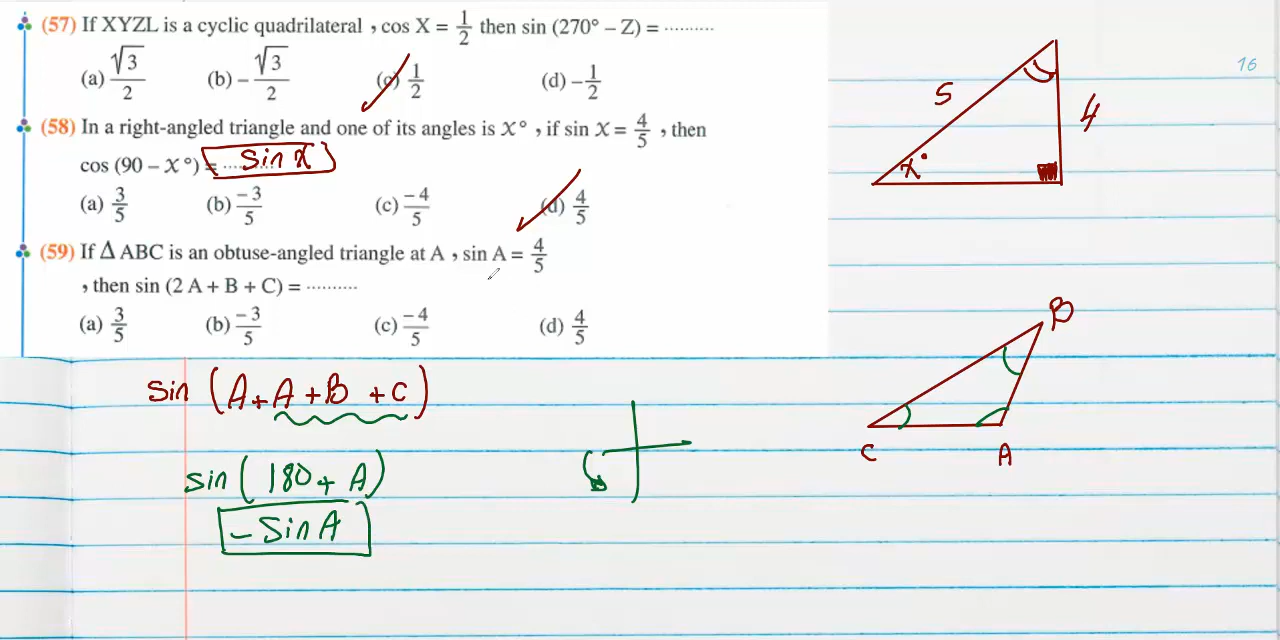 (57) If XYZL is a cyclic quadrilateral , cos X = 1/2 then sin (270° – Z) = ..........
(a) √3/2 (b) – √3/2 (c) 1/2 (d) – 1/2
(58) In a right-angled triangle and one of its angles is X° , if sin X = 4/5 , then
cos (90 – X°) = sin x
(a) 3/5 (b) –3/5 (c) –4/5 (d) 4/5
(59) If Δ ABC is an obtuse-angled triangle at A , sin A = 4/5
, then sin (2 A + B + C) = ..........
(a) 3/5 (b) –3/5 (c) –4/5 (d) 4/5
sin (A + A + B + C)
sin (180 + A)
– sin A
16
5
4
x°
B
C
A